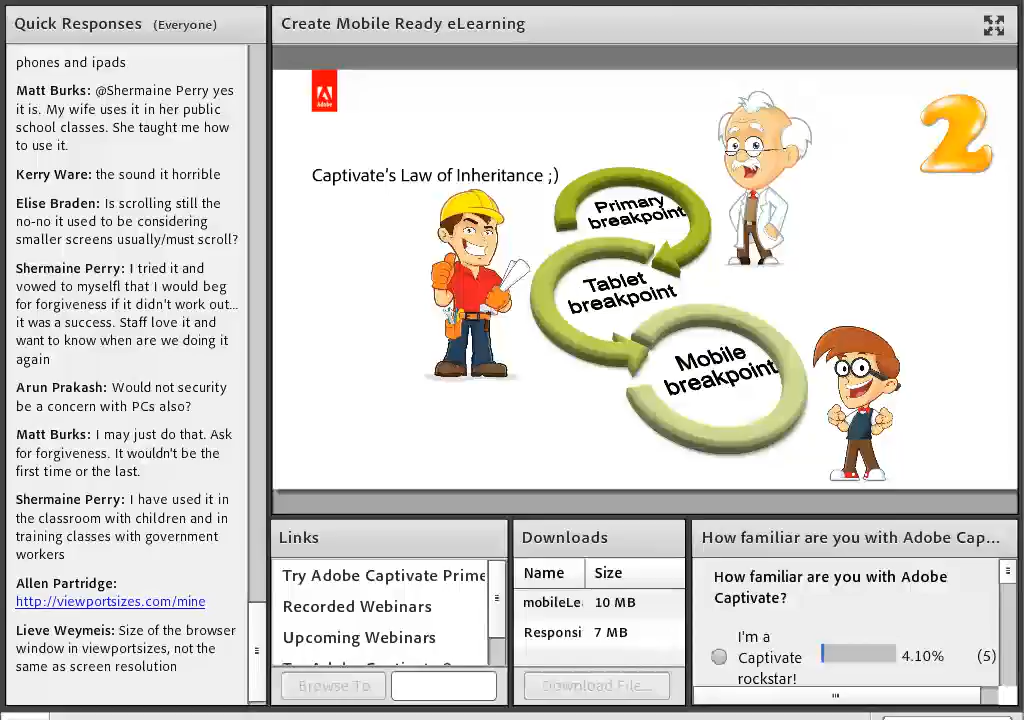 Quick Responses (Everyone)
phones and ipads
Matt Burks: @Shermaine Perry yes
it is. My wife uses it in her public
school classes. She taught me how
to use it.
Kerry Ware: the sound it horrible
Elise Braden: Is scrolling still the
no-no it used to be considering
smaller screens usually/must scroll?
Shermaine Perry: I tried it and
vowed to myselfl that I would beg
for forgiveness if it didn't work out...
it was a success. Staff love it and
want to know when are we doing it
again
Arun Prakash: Would not security
be a concern with PCs also?
Matt Burks: I may just do that. Ask
for forgiveness. It wouldn't be the
first time or the last.
Shermaine Perry: I have used it in
the classroom with children and in
training classes with government
workers
Allen Partridge:
http://viewportsizes.com/mine
Lieve Weymeis: Size of the browser
window in viewportsizes, not the
same as screen resolution
Create Mobile Ready eLearning
Adobe
2
Captivate's Law of Inheritance ;)
Primary
breakpoint
Tablet
breakpoint
Mobile
breakpoint
Links
Try Adobe Captivate Prime
Recorded Webinars
Upcoming Webinars
Browse To
Downloads
Name Size
mobileLe 10 MB
Responsi 7 MB
Download File...
How familiar are you with Adobe Cap...
How familiar are you with Adobe
Captivate?
I'm a
Captivate
rockstar!
4.10% (5)